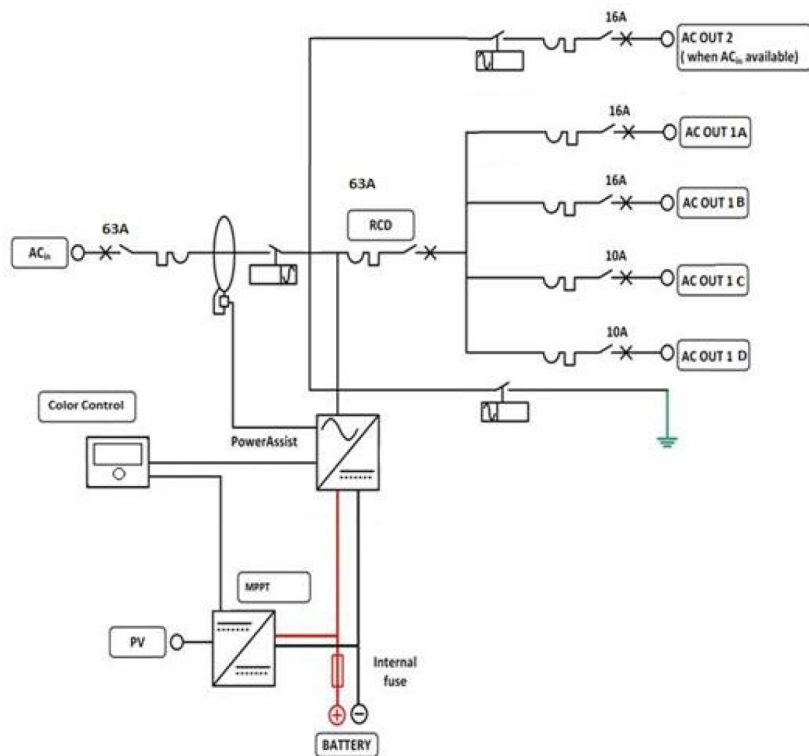 16A
AC OUT 2
( when ACin available)
16A
AC OUT 1A
63A
16A
RCD
AC OUT 1B
63A
ACin
10A
AC OUT 1 C
10A
AC OUT 1 D
Color Control
PowerAssist
MPPT
PV
Internal
fuse
BATTERY